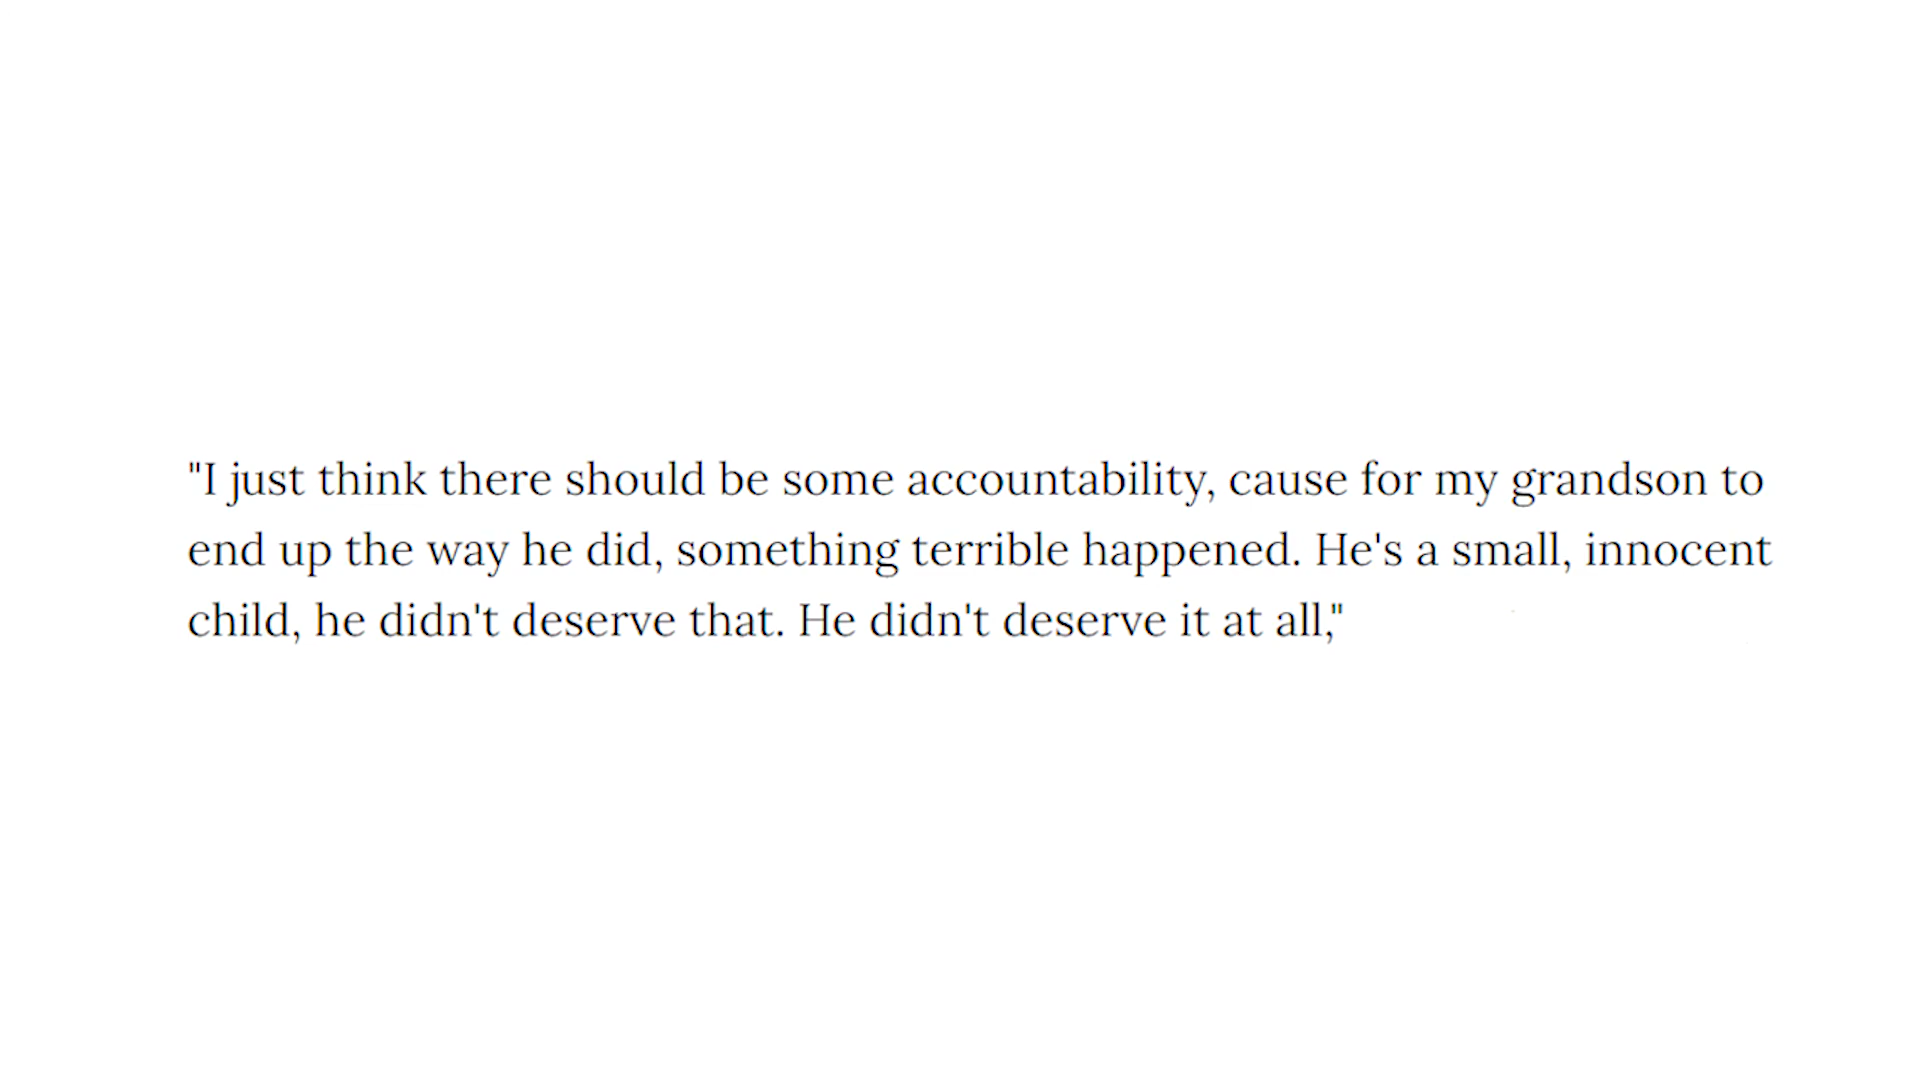 "I just think there should be some accountability, cause for my grandson to
end up the way he did, something terrible happened. He's a small, innocent
child, he didn't deserve that. He didn't deserve it at all,"